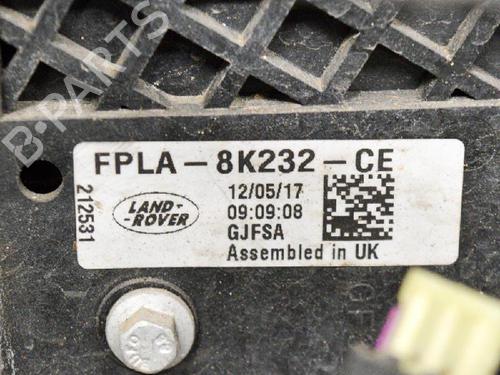 FPLA-8K232-CE
212531
LAND-
ROVER
12/05/17
09:09:08
GJFSA
Assembled in UK
B-PARTS